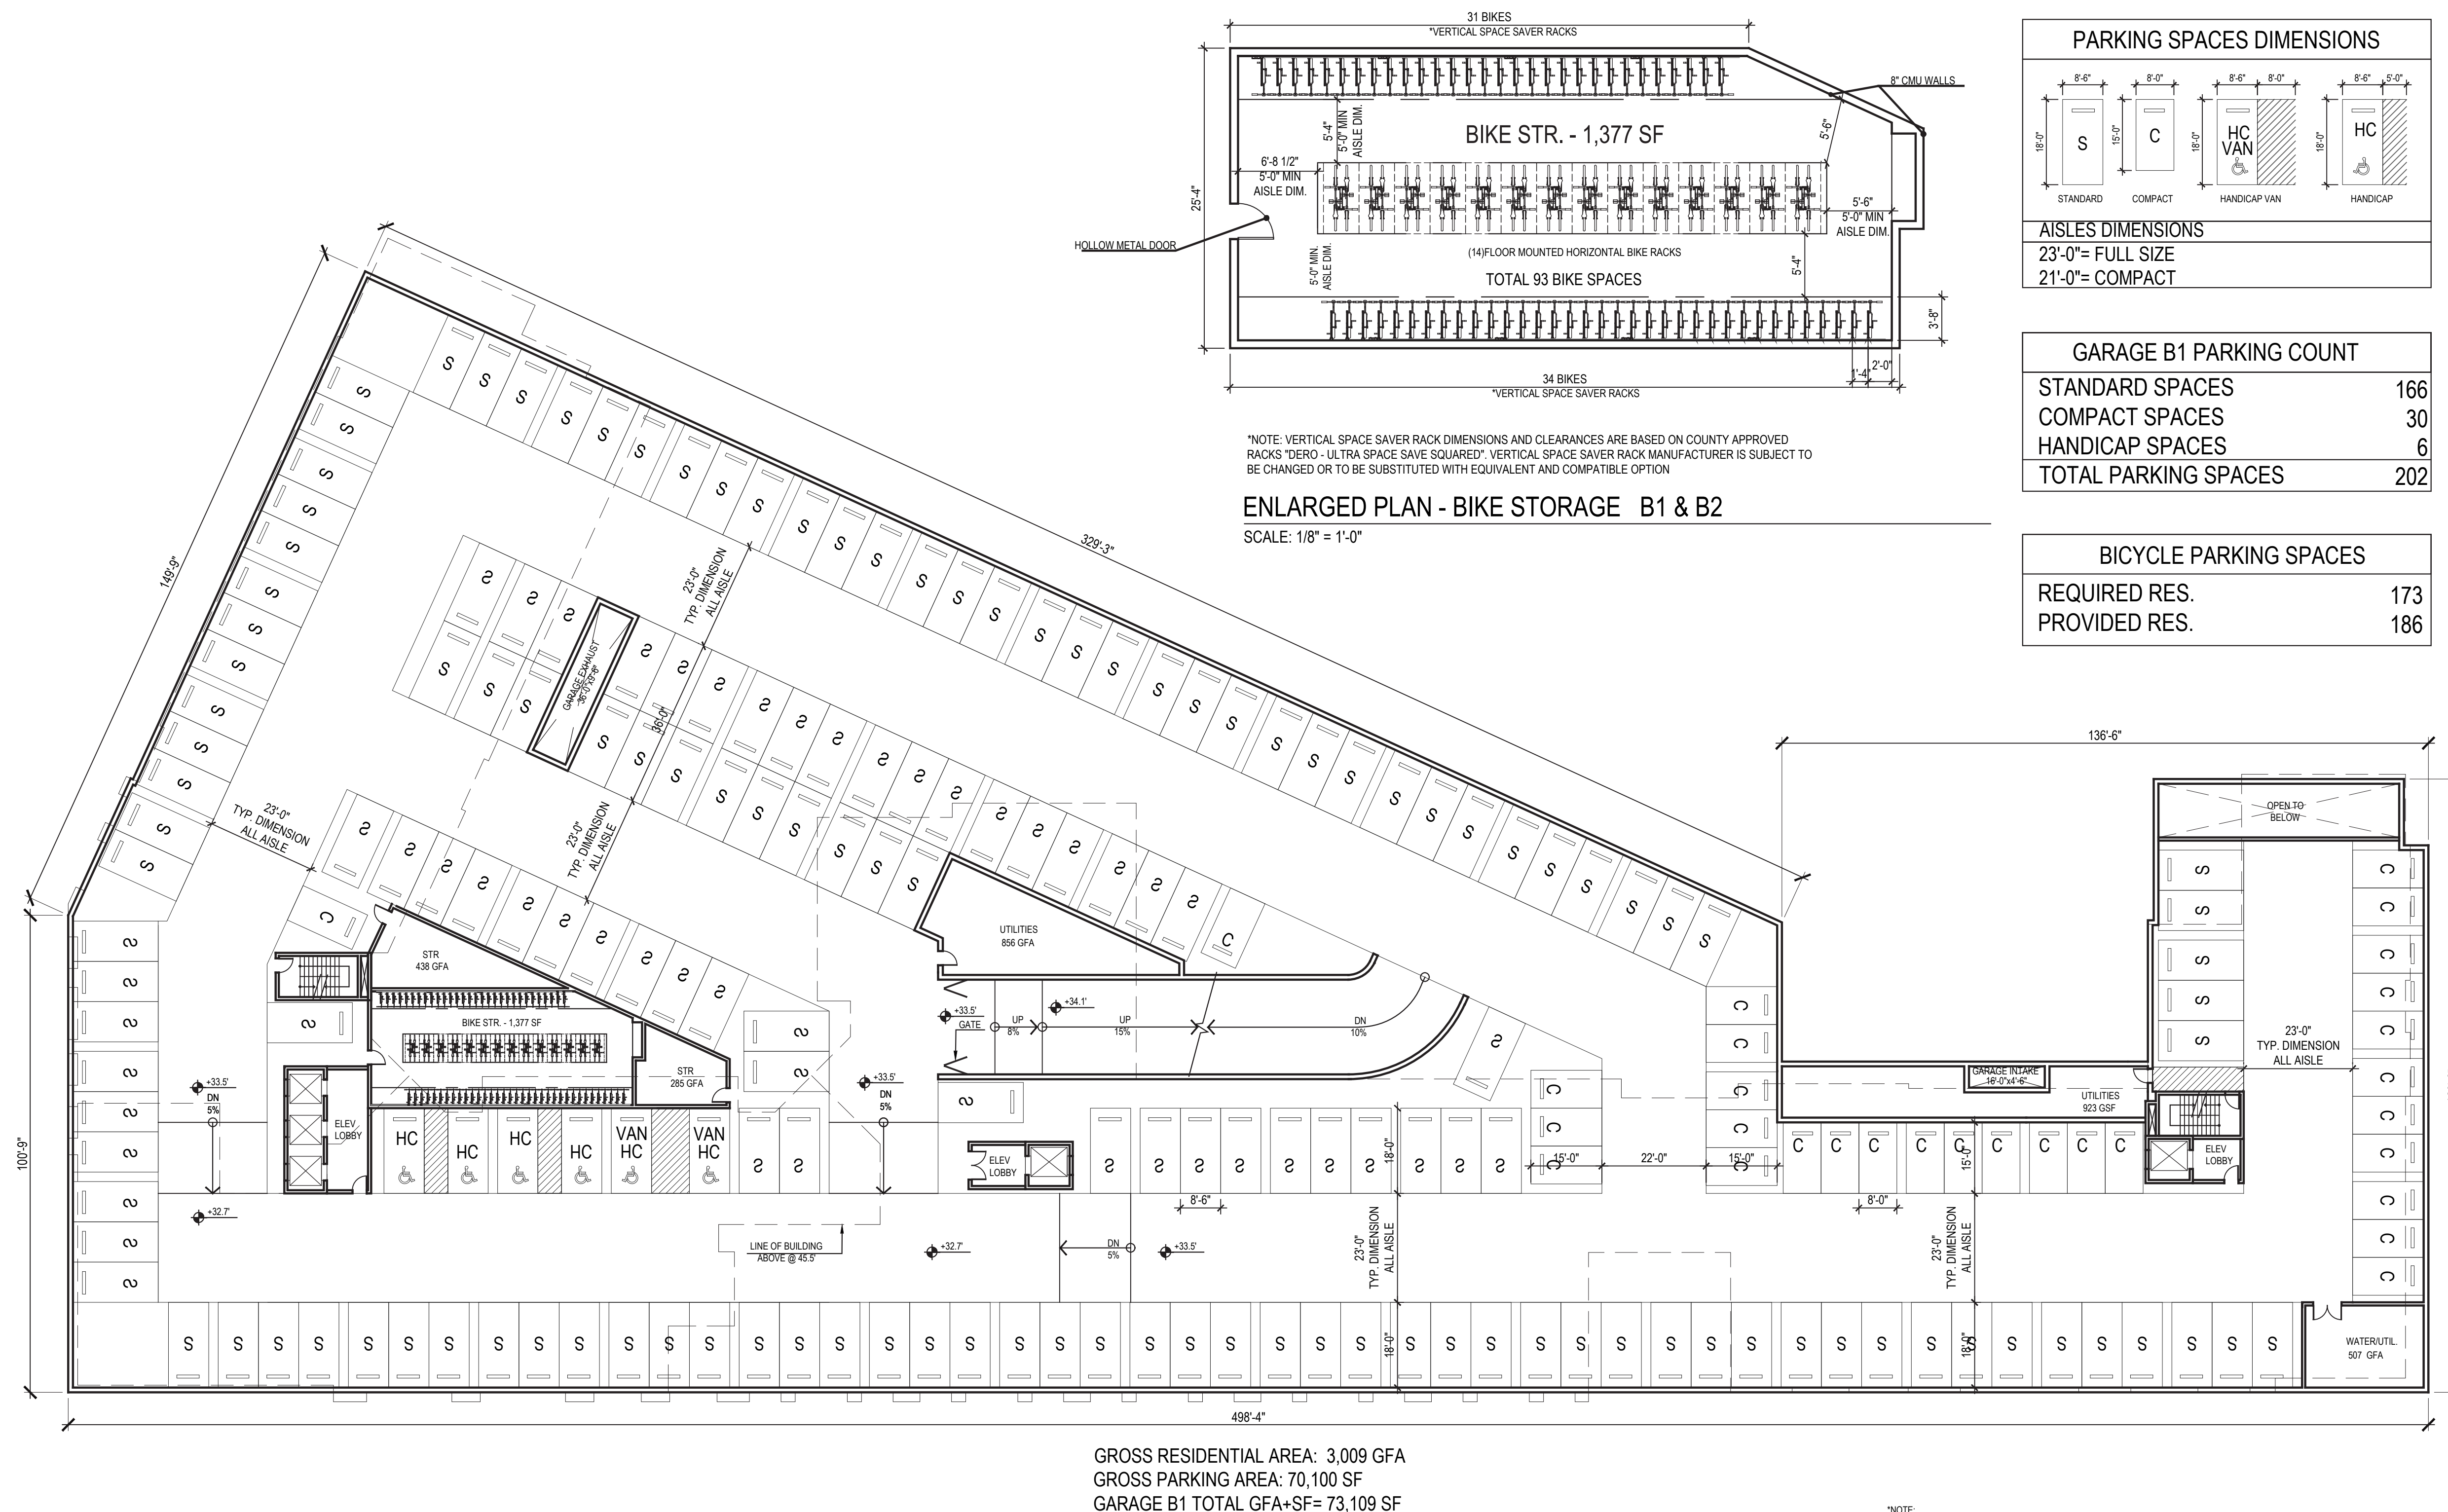 31 BIKES
*VERTICAL SPACE SAVER RACKS
8" CMU WALLS
25'-4"
5'-4"
5'-0" MIN
AISLE DIM.
BIKE STR. - 1,377 SF
5'-6"
6'-8 1/2"
5'-0" MIN
AISLE DIM.
5'-6"
5'-0" MIN
AISLE DIM.
HOLLOW METAL DOOR
(14)FLOOR MOUNTED HORIZONTAL BIKE RACKS
5'-0" MIN.
AISLE DIM.
5'-4"
TOTAL 93 BIKE SPACES
3'-8"
1'-4"
2'-0"
34 BIKES
*VERTICAL SPACE SAVER RACKS
*NOTE: VERTICAL SPACE SAVER RACK DIMENSIONS AND CLEARANCES ARE BASED ON COUNTY APPROVED
RACKS "DERO - ULTRA SPACE SAVE SQUARED". VERTICAL SPACE SAVER RACK MANUFACTURER IS SUBJECT TO
BE CHANGED OR TO BE SUBSTITUTED WITH EQUIVALENT AND COMPATIBLE OPTION
ENLARGED PLAN - BIKE STORAGE B1 & B2
SCALE: 1/8" = 1'-0"
PARKING SPACES DIMENSIONS
8'-6" 8'-0" 8'-6" 8'-0" 8'-6" 5'-0"
18'-0" S 15'-0" C 18'-0" HC VAN 18'-0" HC
STANDARD COMPACT HANDICAP VAN HANDICAP
AISLES DIMENSIONS
23'-0"= FULL SIZE
21'-0"= COMPACT
GARAGE B1 PARKING COUNT
STANDARD SPACES 166
COMPACT SPACES 30
HANDICAP SPACES 6
TOTAL PARKING SPACES 202
BICYCLE PARKING SPACES
REQUIRED RES. 173
PROVIDED RES. 186
149'-9"
329'-3"
23'-0"
TYP. DIMENSION
ALL AISLE
GARAGE EXHAUST
36'-0"x9'-6"
36'-0"
23'-0"
TYP. DIMENSION
ALL AISLE
23'-0"
TYP. DIMENSION
ALL AISLE
136'-6"
OPEN TO
BELOW
UTILITIES
856 GFA
STR
438 GFA
BIKE STR. - 1,377 SF
STR
285 GFA
+33.5'
GATE
+34.1'
UP
8%
UP
15%
DN
10%
23'-0"
TYP. DIMENSION
ALL AISLE
GARAGE INTAKE
16'-0"x4'-6"
UTILITIES
923 GSF
+33.5'
DN
5%
+33.5'
DN
5%
100'-9"
ELEV
LOBBY
HC HC HC HC VAN HC VAN HC
ELEV
LOBBY
18'-0"
15'-0" 22'-0" 15'-0"
15'-0"
ELEV
LOBBY
C C C C C C C C C
8'-6"
8'-0"
+32.7'
LINE OF BUILDING
ABOVE @ 45.5'
+32.7'
DN
5%
+33.5'
23'-0"
TYP. DIMENSION
ALL AISLE
23'-0"
TYP. DIMENSION
ALL AISLE
S S S S S S S S S S S S S S S S S S S S S S S S S S S S S S S S S S S S S S S S S S S S S S S S S
18'-0"
18'-0"
WATER/UTIL.
507 GFA
498'-4"
GROSS RESIDENTIAL AREA: 3,009 GFA
GROSS PARKING AREA: 70,100 SF
GARAGE B1 TOTAL GFA+SF= 73,109 SF
*NOTE: